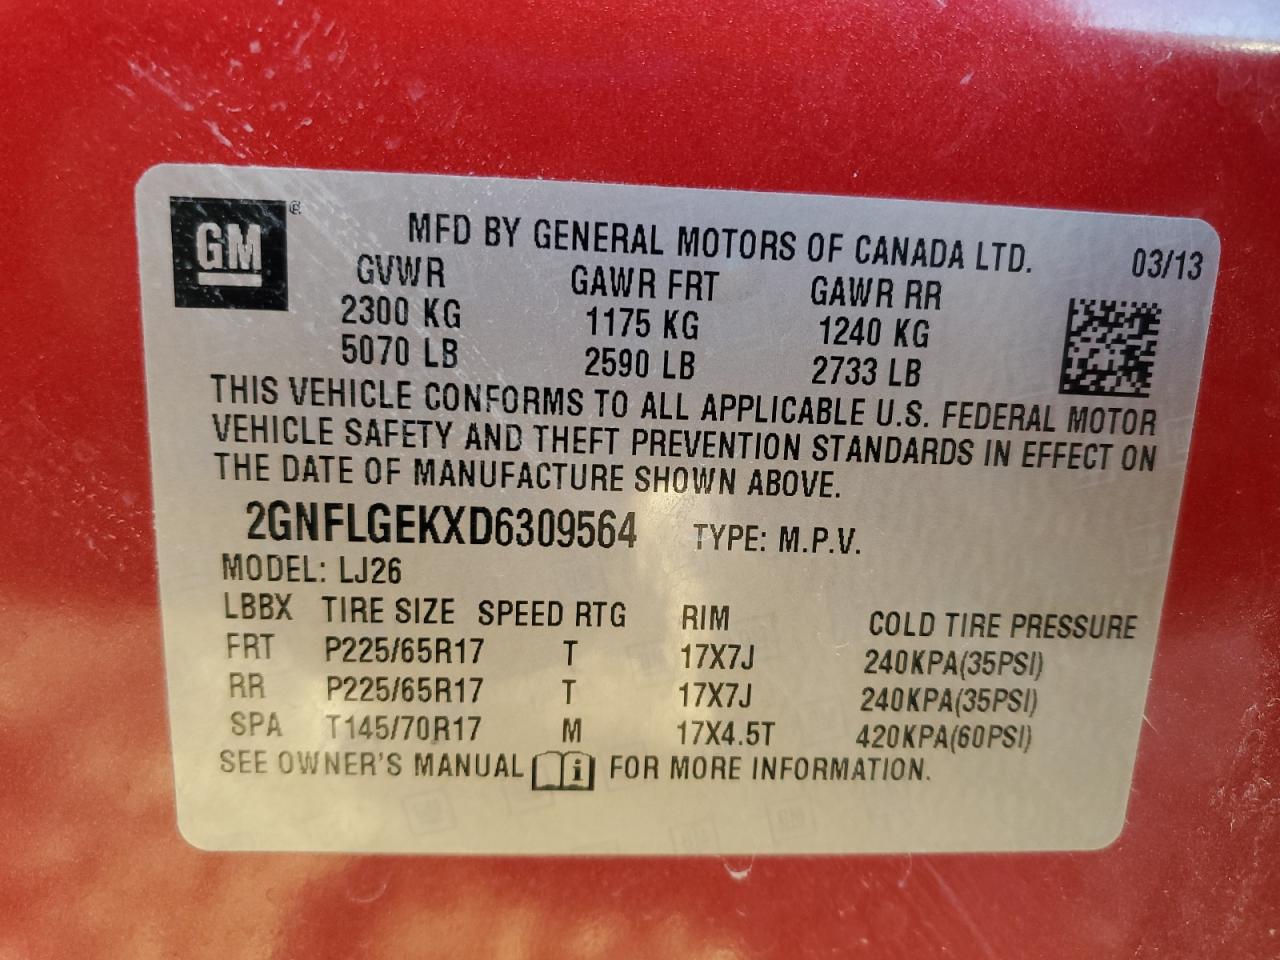 GM ®
MFD BY GENERAL MOTORS OF CANADA LTD. 03/13
GVWR GAWR FRT GAWR RR
2300 KG 1175 KG 1240 KG
5070 LB 2590 LB 2733 LB
THIS VEHICLE CONFORMS TO ALL APPLICABLE U.S. FEDERAL MOTOR
VEHICLE SAFETY AND THEFT PREVENTION STANDARDS IN EFFECT ON
THE DATE OF MANUFACTURE SHOWN ABOVE.
2GNFLGEKXD6309564 TYPE: M.P.V.
MODEL: LJ26
LBBX TIRE SIZE SPEED RTG RIM COLD TIRE PRESSURE
FRT P225/65R17 T 17X7J 240KPA(35PSI)
RR P225/65R17 T 17X7J 240KPA(35PSI)
SPA T145/70R17 M 17X4.5T 420KPA(60PSI)
SEE OWNER'S MANUAL i FOR MORE INFORMATION.